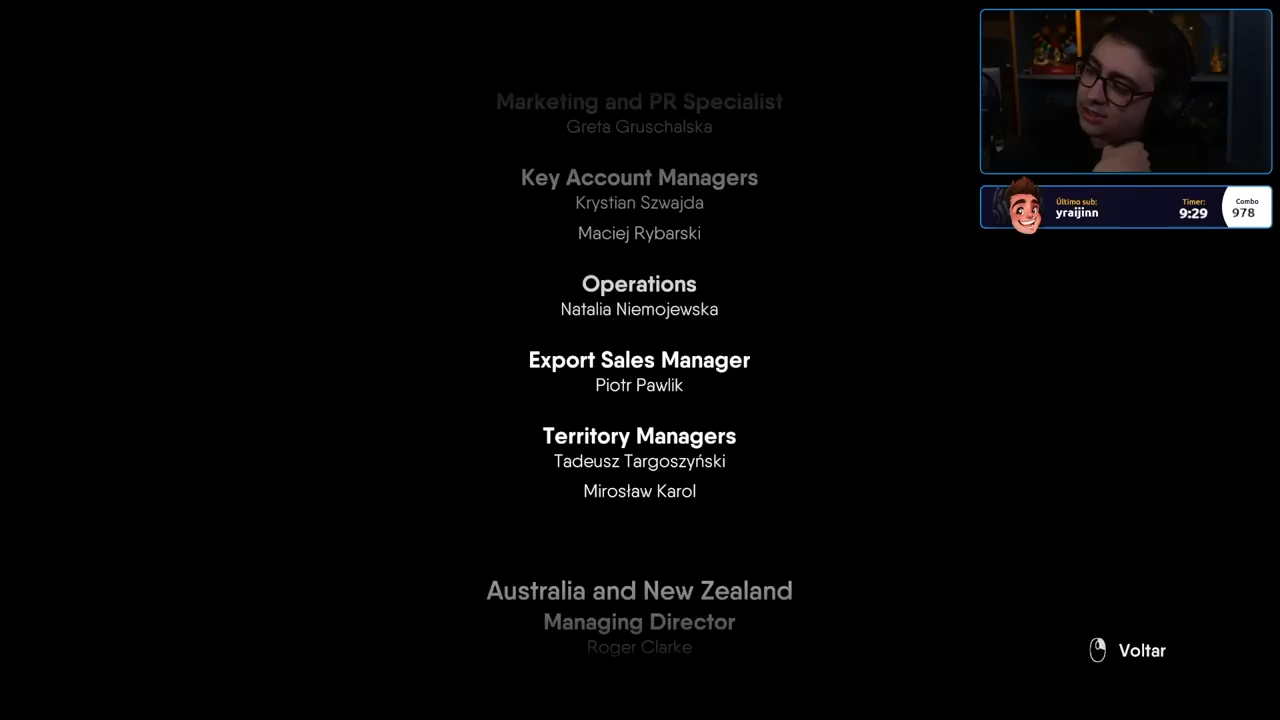 Marketing and PR Specialist
Greta Gruschalska
Key Account Managers
Krystian Szwajda
Maciej Rybarski
Operations
Natalia Niemojewska
Export Sales Manager
Piotr Pawlik
Territory Managers
Tadeusz Targoszyński
Mirosław Karol
Australia and New Zealand
Managing Director
Roger Clarke
Voltar
Último sub:
yraijinn
Timer:
9:29
Combo
978